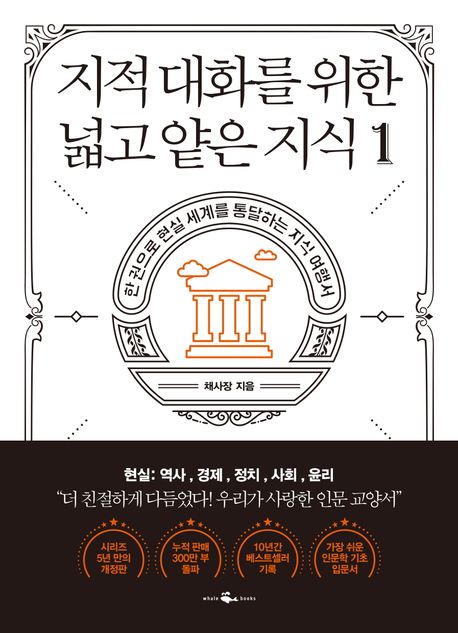 지적 대화를 위한
넓고 얕은 지식 1
한 권으로 현실 세계를 통달하는 지식 여행서
채사장 지음
현실: 역사 , 경제 , 정치 , 사회 , 윤리
“더 친절하게 다듬었다! 우리가 사랑한 인문 교양서”
시리즈
5년 만의
개정판
누적 판매
300만 부
돌파
10년간
베스트셀러
기록
가장 쉬운
인문학 기초
입문서
whale books